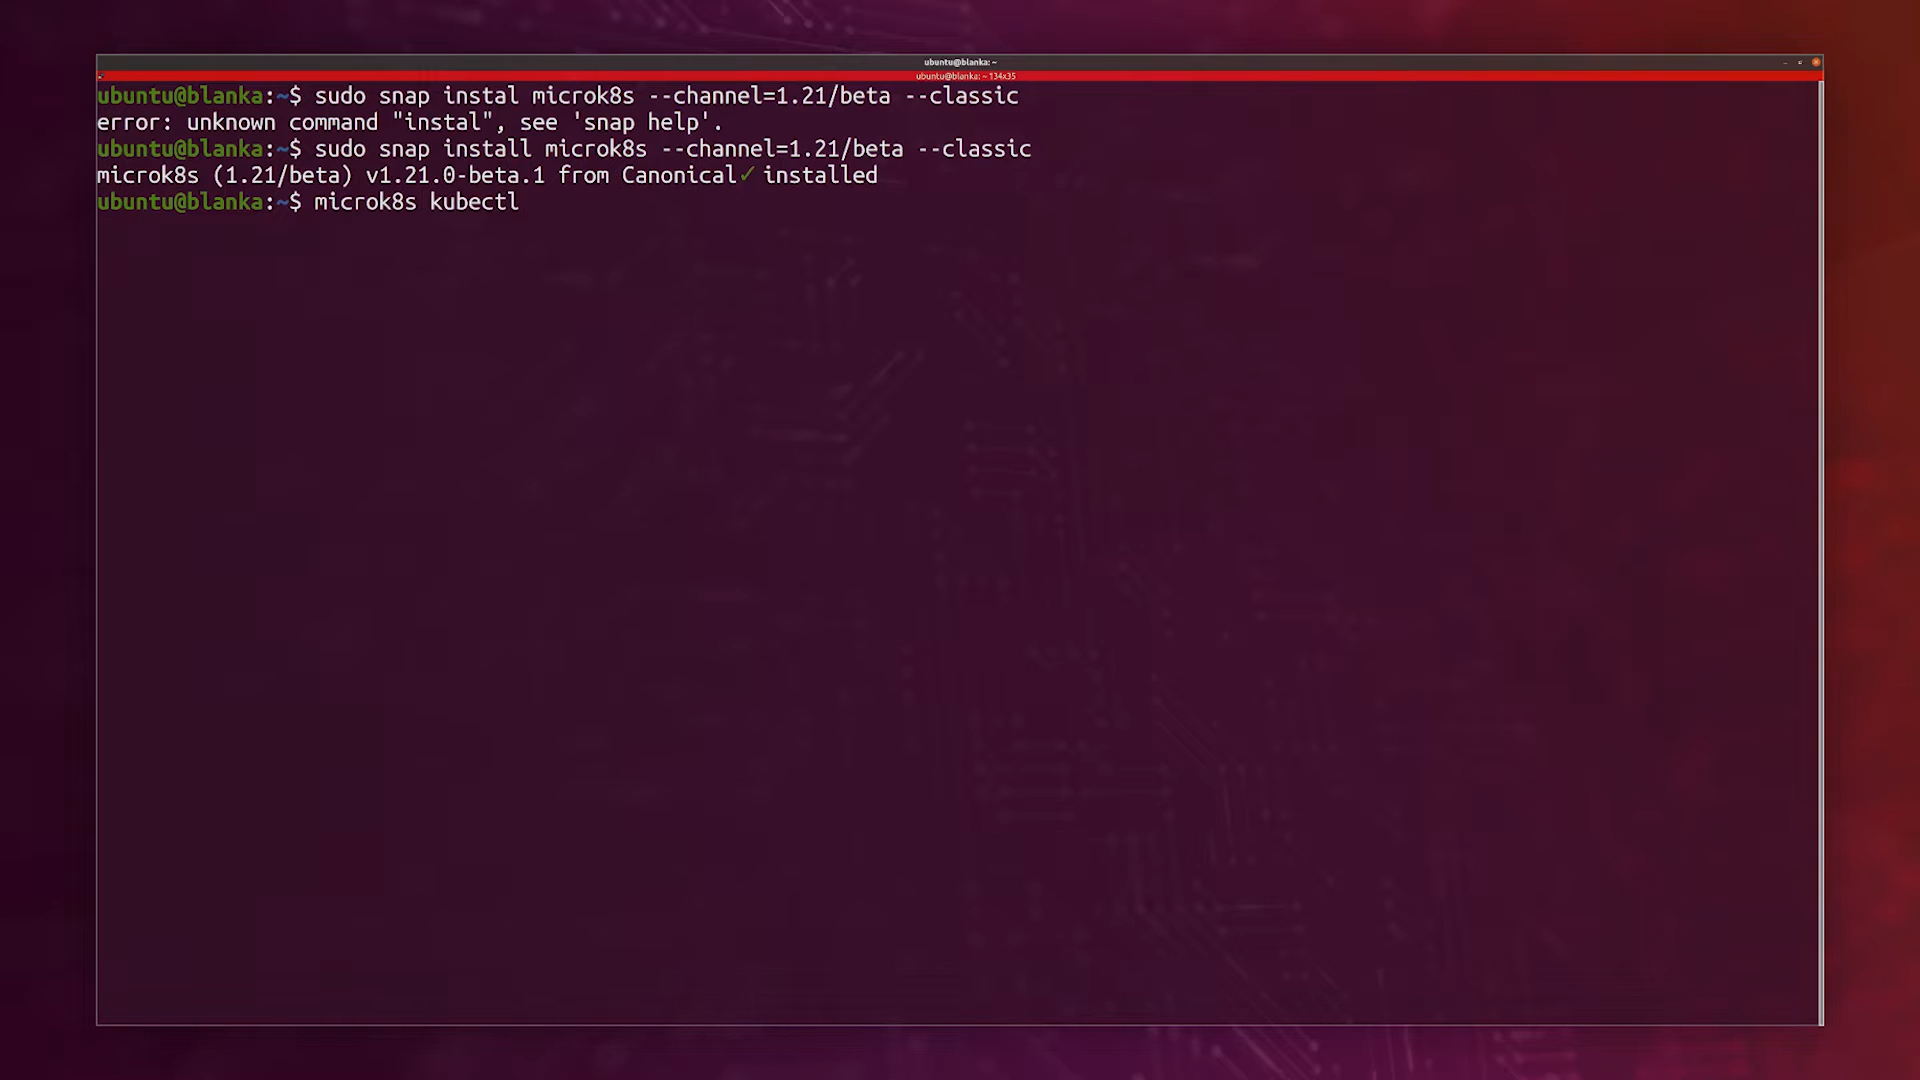 ubuntu@blanka: ~
ubuntu@blanka: ~ 134x35
ubuntu@blanka:~$ sudo snap instal microk8s --channel=1.21/beta --classic
error: unknown command "instal", see 'snap help'.
ubuntu@blanka:~$ sudo snap install microk8s --channel=1.21/beta --classic
microk8s (1.21/beta) v1.21.0-beta.1 from Canonical✓ installed
ubuntu@blanka:~$ microk8s kubectl